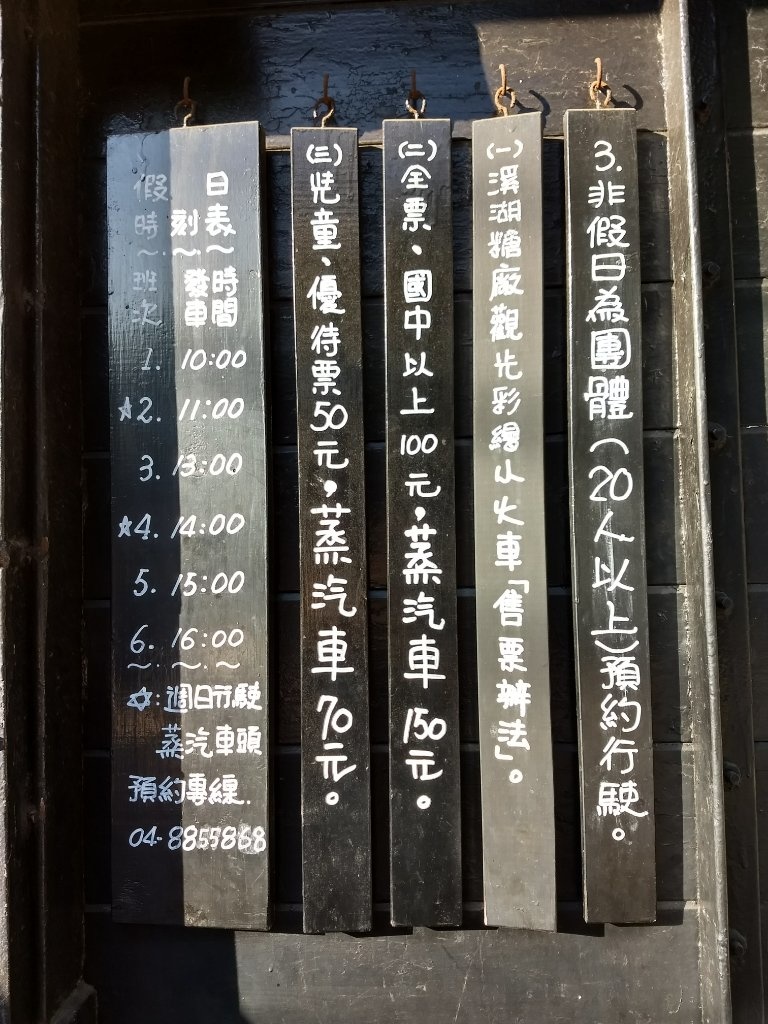 3.非假日為團體(20人以上)預約行駛。
(一)溪湖糖廠觀光彩繪小火車「售票辦法」。
(二)全票、國中以上100元,蒸汽車150元。
(三)児童、優待票50元,蒸汽車70元。
假日
時刻表
~.~.~
班次 發車時間
1. 10:00
☆2. 11:00
3. 13:00
☆4. 14:00
5. 15:00
6. 16:00
~.~.~
☆:週日行駛
蒸汽車頭
預約專線.
04-8855868